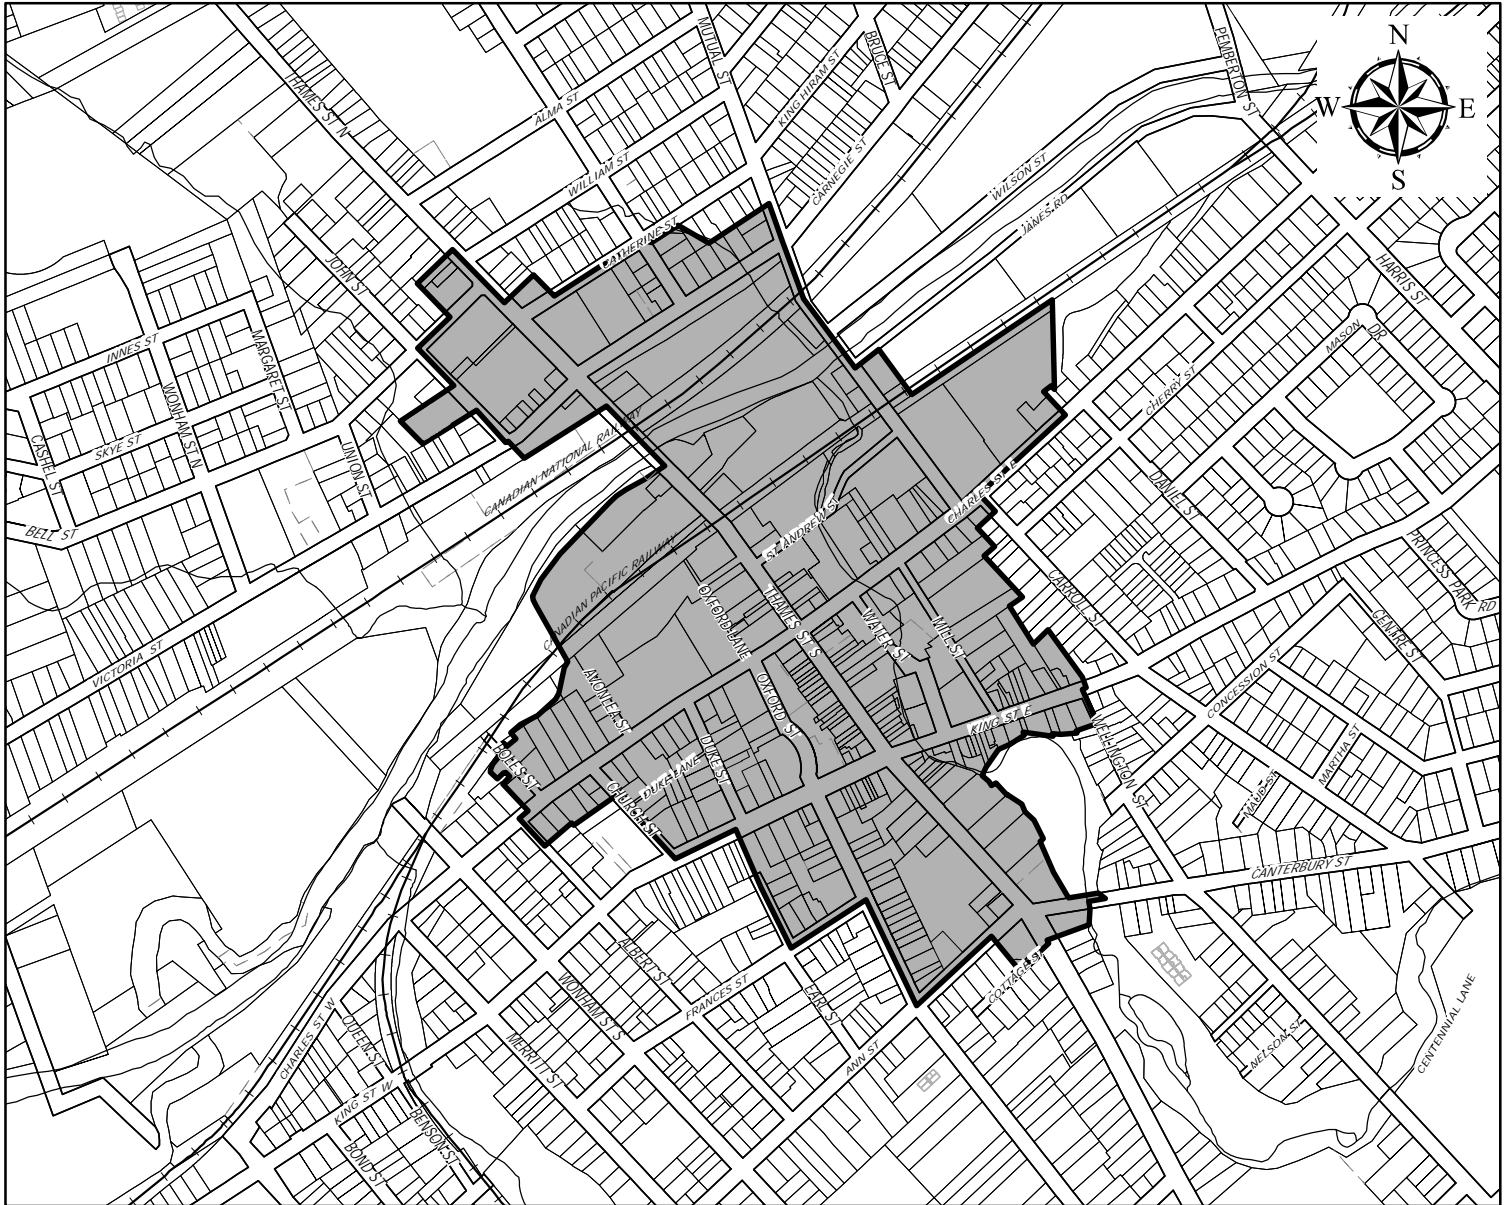 N
W
E
S
PEMBERTON ST
MUTUAL ST
BRUCE ST
KING HIRAM ST
THAMES ST N
ALMA ST
WILLIAM ST
CARNEGIE ST
WILSON ST
JANES RD
CATHERINE ST
JOHN ST
HARRIS ST
MASON
DR
INNES ST
MARGARET ST
WONHAM ST N
CHERRY ST
SKYE ST
CASHEL ST
UNION ST
CANADIAN NATIONAL RAILWAY
CHARLES ST E
DANIEL ST
BELL ST
ST. ANDREW ST
CANADIAN PACIFIC RAILWAY
PRINCESS PARK RD
CARROLL ST
OXFORD LANE
THAMES ST S
WATER ST
MILL ST
CENTRE ST
VICTORIA ST
AVONLEA ST
OXFORD ST
CONCESSION ST
KING ST E
WELLINGTON ST
MARTHA ST
BOLES ST
DUKE LANE
DUKE ST
CHURCH ST
MAUD ST
CANTERBURY ST
ALBERT ST
COTTAGE ST
WONHAM ST S
FRANCES ST
EARL ST
CHARLES ST W
QUEEN ST
MERRITT ST
ANN ST
NELSON ST
CENTENNIAL LANE
KING ST W
BENSON ST
BOND ST